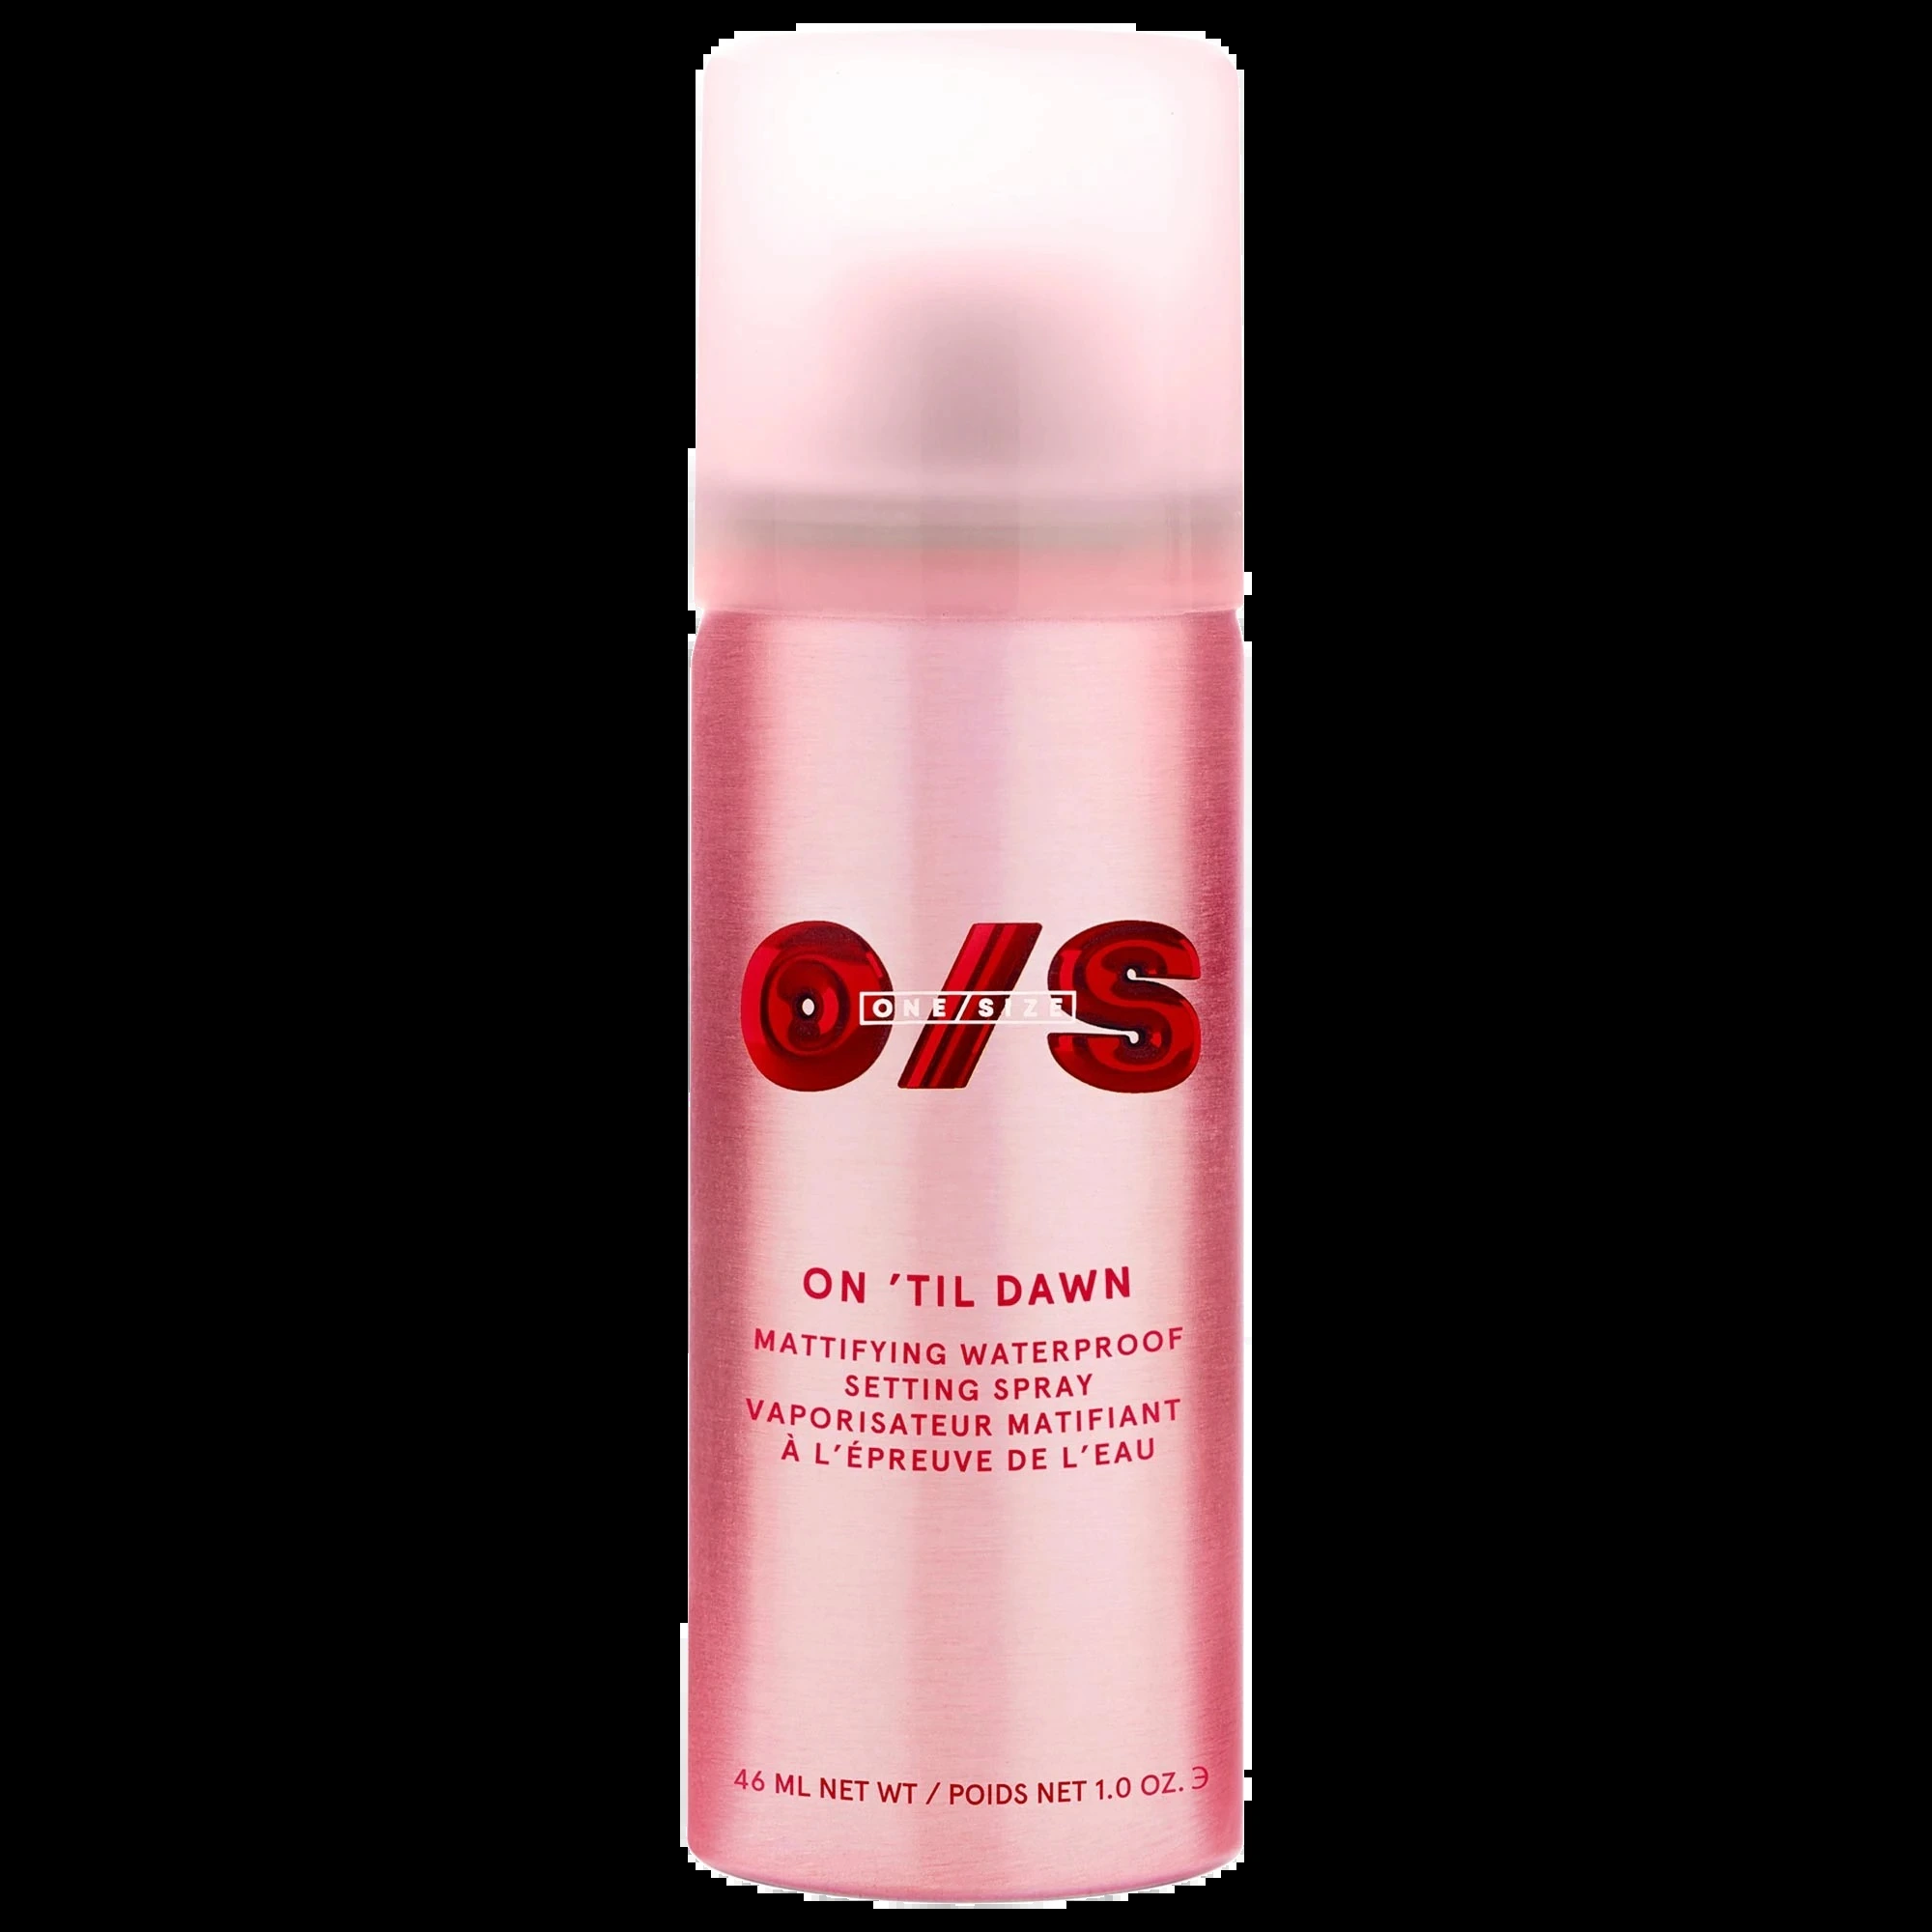 O/S
ONE/SIZE
ON ’TIL DAWN
MATTIFYING WATERPROOF
SETTING SPRAY
VAPORISATEUR MATIFIANT
À L’ÉPREUVE DE L’EAU
46 ML NET WT / POIDS NET 1.0 OZ. Э